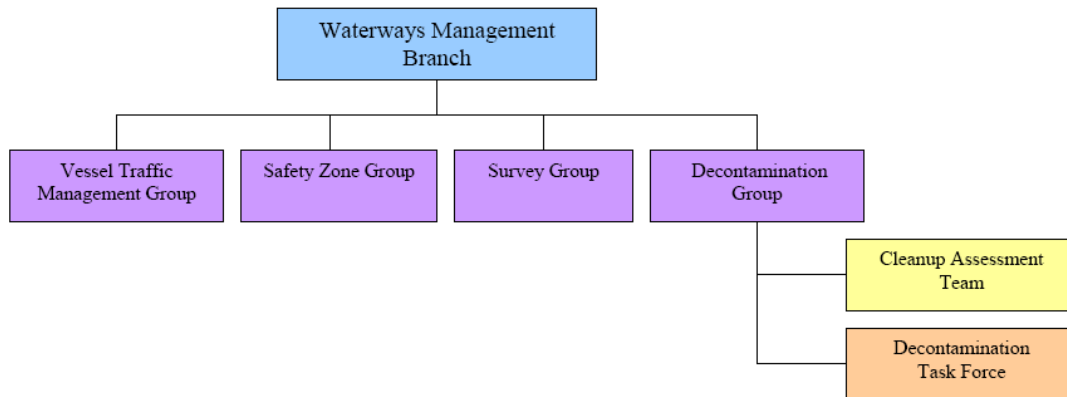 Waterways Management
Branch
Vessel Traffic
Management Group
Safety Zone Group
Survey Group
Decontamination
Group
Cleanup Assessment
Team
Decontamination
Task Force